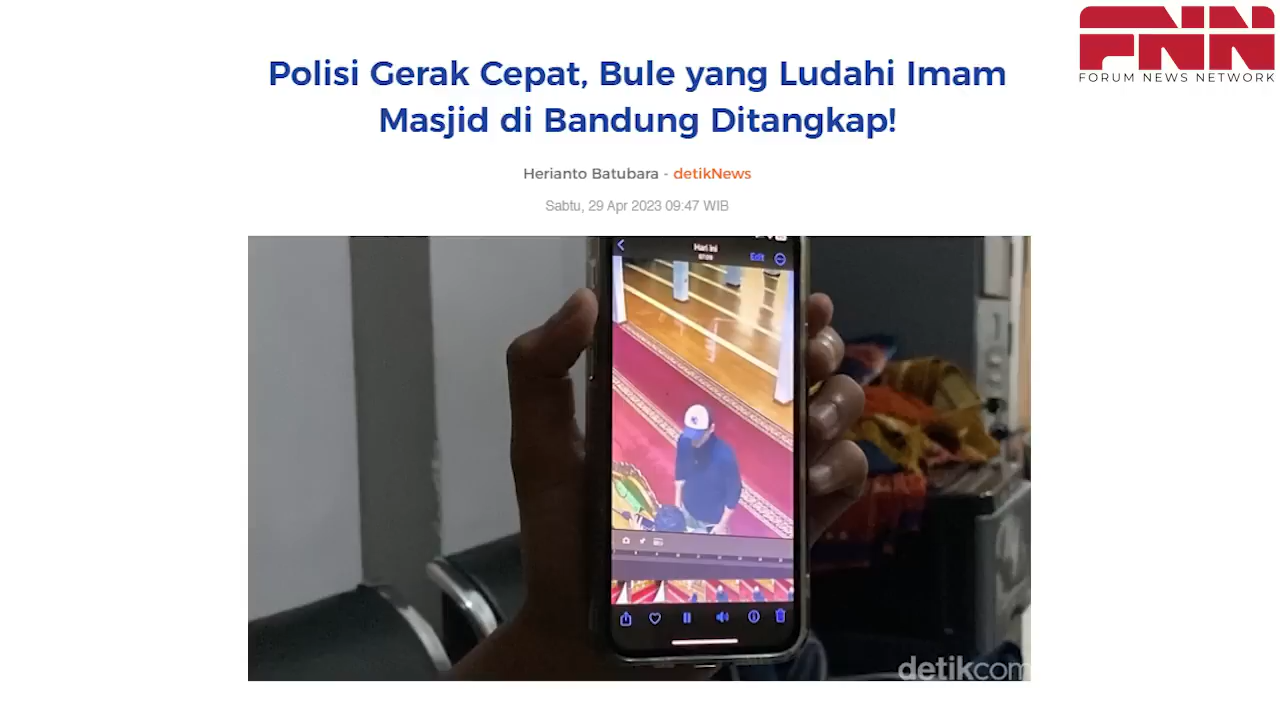 FNN
FORUM NEWS NETWORK
Polisi Gerak Cepat, Bule yang Ludahi Imam
Masjid di Bandung Ditangkap!
Herianto Batubara - detikNews
Sabtu, 29 Apr 2023 09:47 WIB
Hari Ini
Edit
detikcom